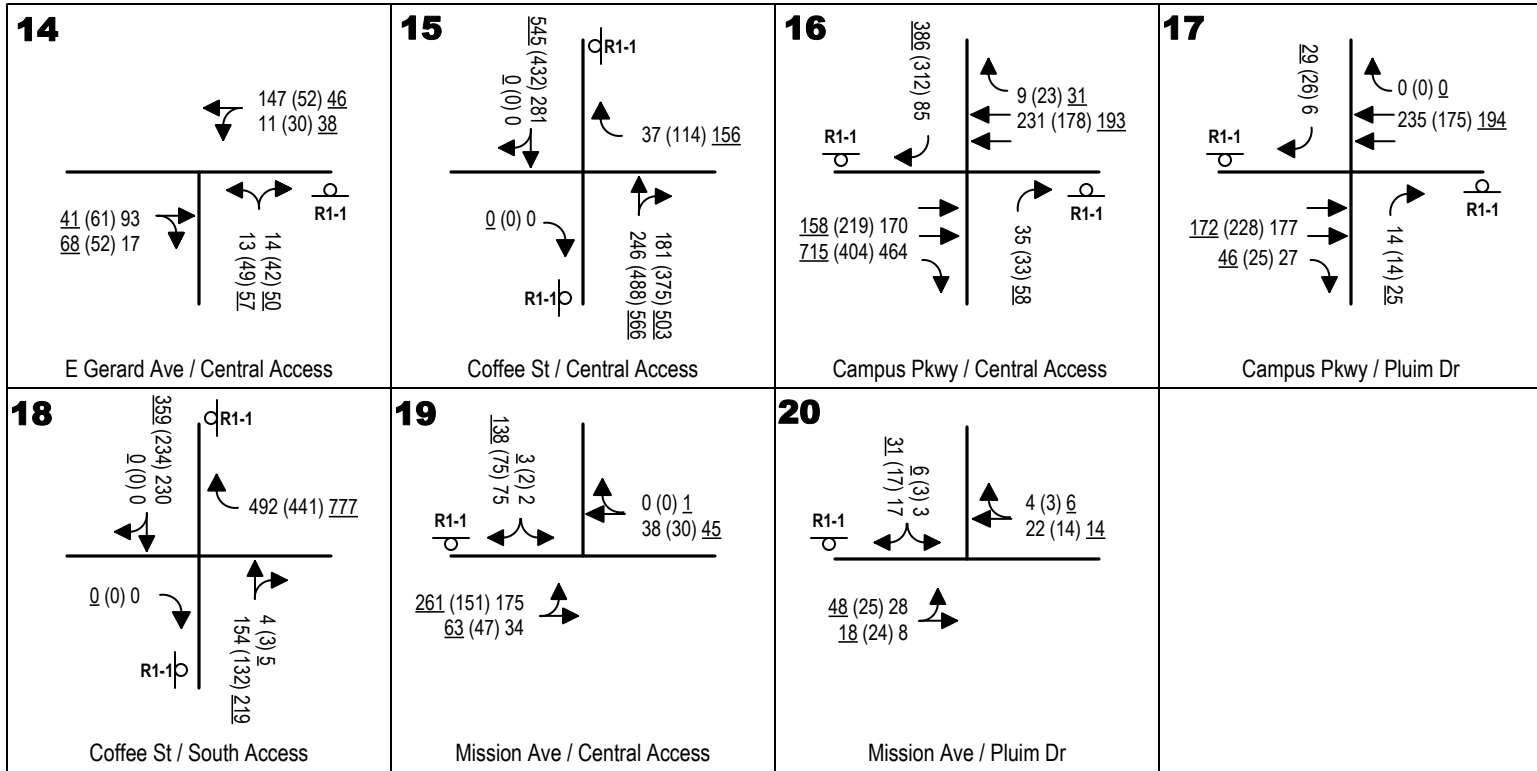 14
147 (52) 46
11 (30) 38
R1-1
41 (61) 93
68 (52) 17
14 (42) 50
13 (49) 57
E Gerard Ave / Central Access
15
545 (432) 281
0 (0) 0
R1-1
37 (114) 156
0 (0) 0
R1-1
181 (375) 503
246 (488) 566
Coffee St / Central Access
16
386 (312) 85
9 (23) 31
231 (178) 193
R1-1
158 (219) 170
715 (404) 464
35 (33) 58
R1-1
Campus Pkwy / Central Access
17
29 (26) 6
0 (0) 0
235 (175) 194
R1-1
172 (228) 177
46 (25) 27
14 (14) 25
R1-1
Campus Pkwy / Pluim Dr
18
359 (234) 230
0 (0) 0
R1-1
492 (441) 777
0 (0) 0
R1-1
4 (3) 5
154 (132) 219
Coffee St / South Access
19
3 (2) 2
138 (75) 75
0 (0) 1
38 (30) 45
R1-1
261 (151) 175
63 (47) 34
Mission Ave / Central Access
20
6 (3) 3
31 (17) 17
4 (3) 6
22 (14) 14
R1-1
48 (25) 28
18 (24) 8
Mission Ave / Pluim Dr